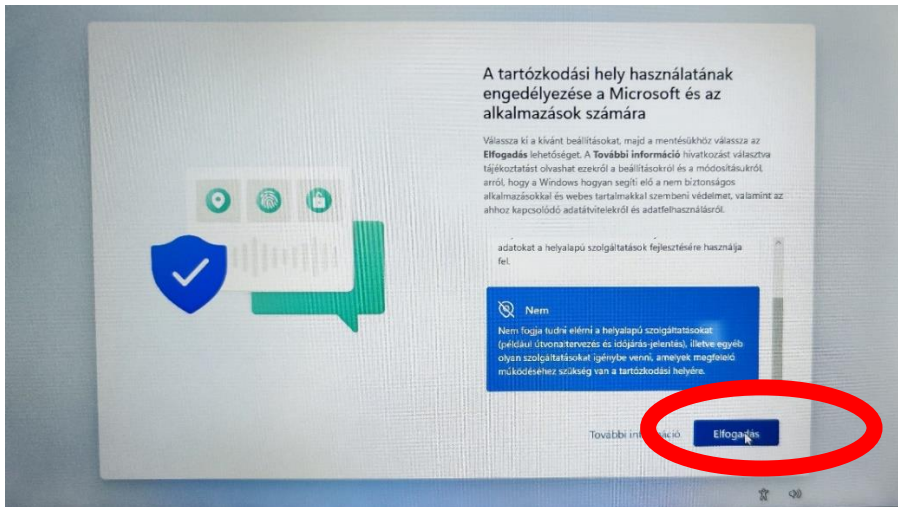 A tartózkodási hely használatának
engedélyezése a Microsoft és az
alkalmazások számára
Válassza ki a kívánt beállításokat, majd a mentésükhöz válassza az
Elfogadás lehetőséget. A További információ hivatkozást választva
tájékoztatást olvashat ezekről a beállításokról és a módosításukról,
arról, hogy a Windows hogyan segíti elő a nem biztonságos
alkalmazásokkal és webes tartalmakkal szembeni védelmet, valamint az
ahhoz kapcsolódó adatátvitelekről és adatfelhasználásról.
adatokat a helyalapú szolgáltatások fejlesztésére használja
fel.
Nem
Nem fogja tudni elérni a helyalapú szolgáltatásokat
(például útvonaltervezés és időjárás-jelentés), illetve egyéb
olyan szolgáltatásokat igénybe venni, amelyek megfelelő
működéséhez szükség van a tartózkodási helyére.
További információ
Elfogadás